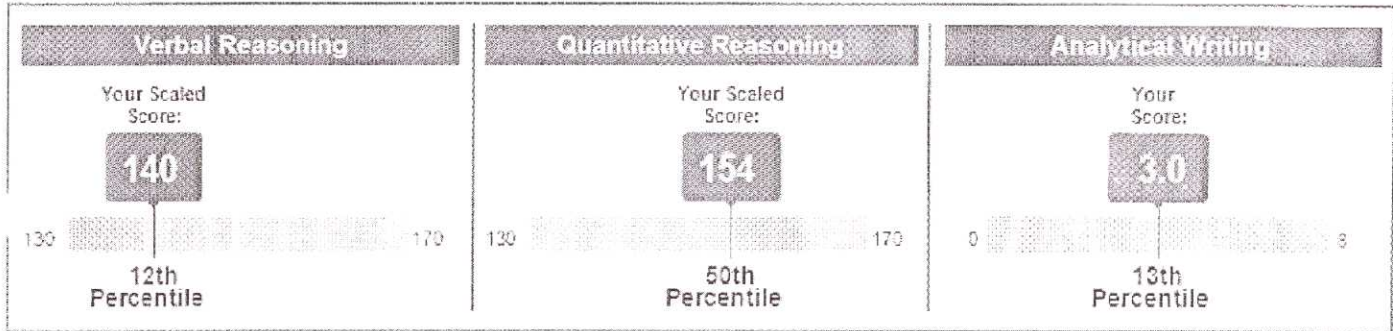 Verbal Reasoning
Your Scaled
Score:
140
130
170
12th
Percentile
Quantitative Reasoning
Your Scaled
Score:
154
130
170
50th
Percentile
Analytical Writing
Your
Score:
3.0
0
13th
Percentile